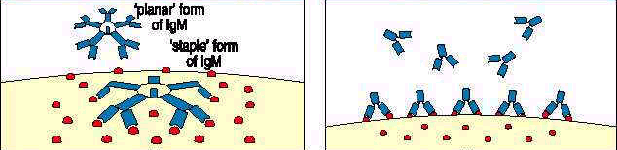 'planar' form
of IgM
'staple' form
of IgM